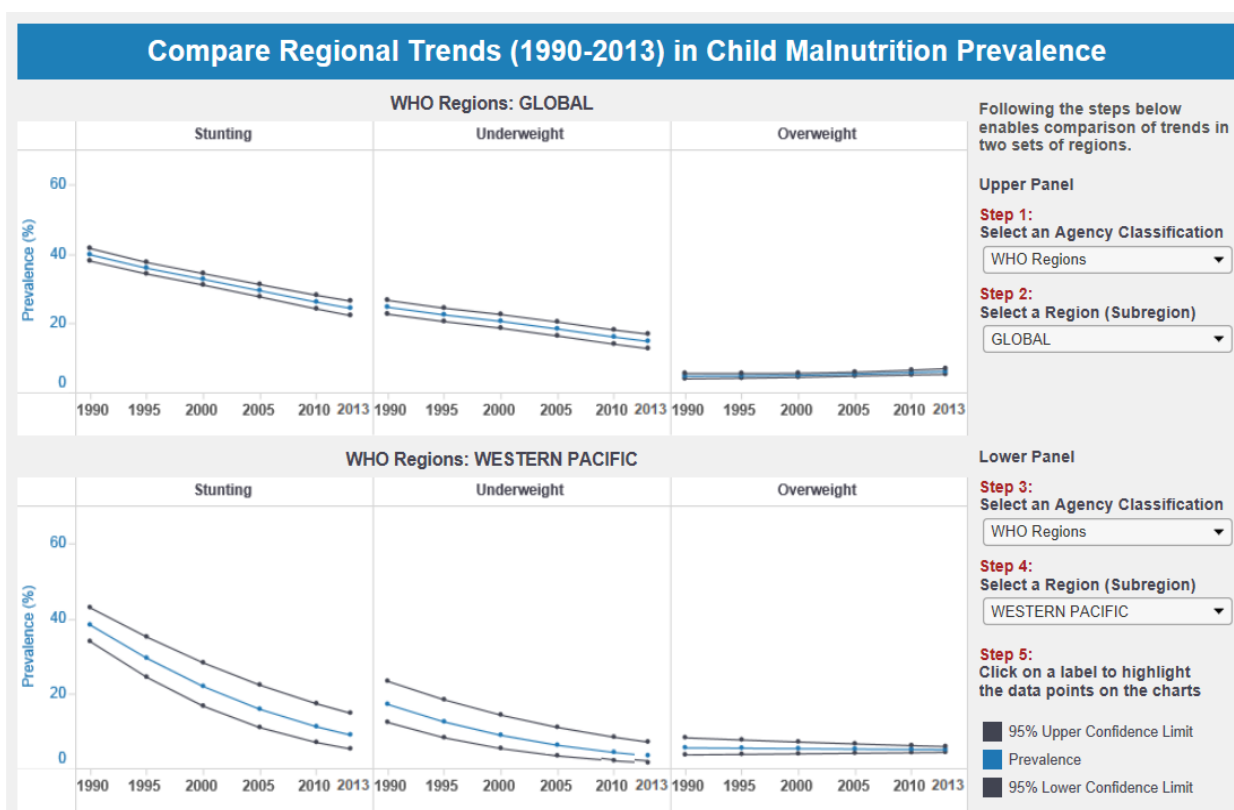 Compare Regional Trends (1990-2013) in Child Malnutrition Prevalence
WHO Regions: GLOBAL
Stunting Underweight Overweight
Prevalence (%)
60
40
20
0
1990 1995 2000 2005 2010 2013 1990 1995 2000 2005 2010 2013 1990 1995 2000 2005 2010 2013
Following the steps below
enables comparison of trends in
two sets of regions.
Upper Panel
Step 1:
Select an Agency Classification
WHO Regions
Step 2:
Select a Region (Subregion)
GLOBAL
WHO Regions: WESTERN PACIFIC
Stunting Underweight Overweight
Prevalence (%)
60
40
20
0
1990 1995 2000 2005 2010 2013 1990 1995 2000 2005 2010 2013 1990 1995 2000 2005 2010 2013
Lower Panel
Step 3:
Select an Agency Classification
WHO Regions
Step 4:
Select a Region (Subregion)
WESTERN PACIFIC
Step 5:
Click on a label to highlight
the data points on the charts
95% Upper Confidence Limit
Prevalence
95% Lower Confidence Limit